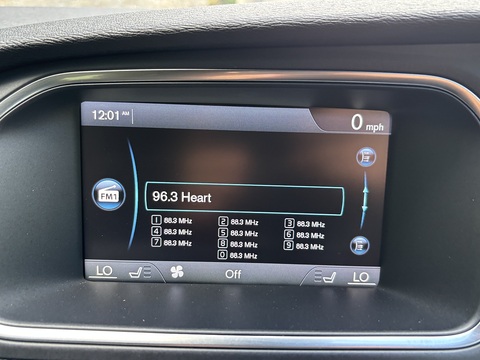 12:01 AM 0 mph
FM1
96.3 Heart
1 88.3 MHz 2 88.3 MHz 3 88.3 MHz
4 88.3 MHz 5 88.3 MHz 6 88.3 MHz
7 88.3 MHz 8 88.3 MHz 9 88.3 MHz
0 88.3 MHz
LO Off LO